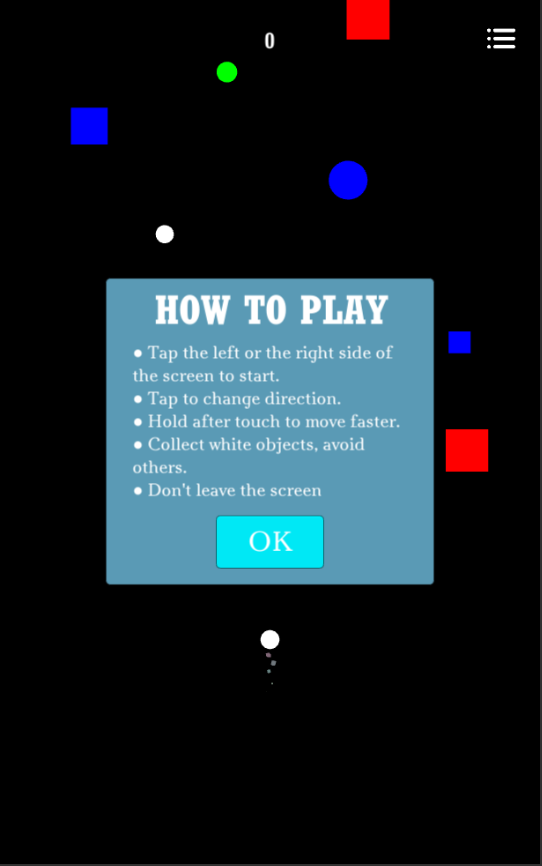 0
HOW TO PLAY
● Tap the left or the right side of
the screen to start.
● Tap to change direction.
● Hold after touch to move faster.
● Collect white objects, avoid
others.
● Don't leave the screen
OK